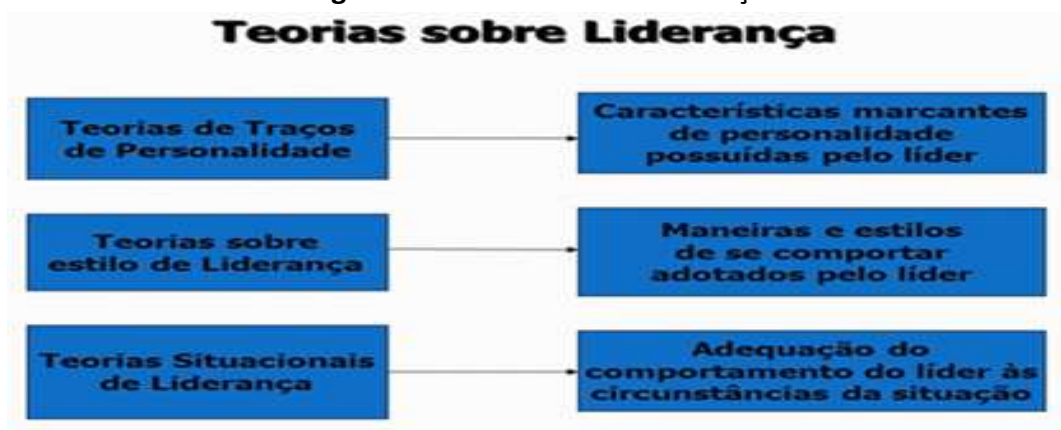 Teorias sobre Liderança
Teorias de Traços
de Personalidade
Características marcantes
de personalidade
possuídas pelo líder
Teorias sobre
estilo de Liderança
Maneiras e estilos
de se comportar
adotados pelo líder
Teorias Situacionais
de Liderança
Adequação do
comportamento do líder às
circunstâncias da situação